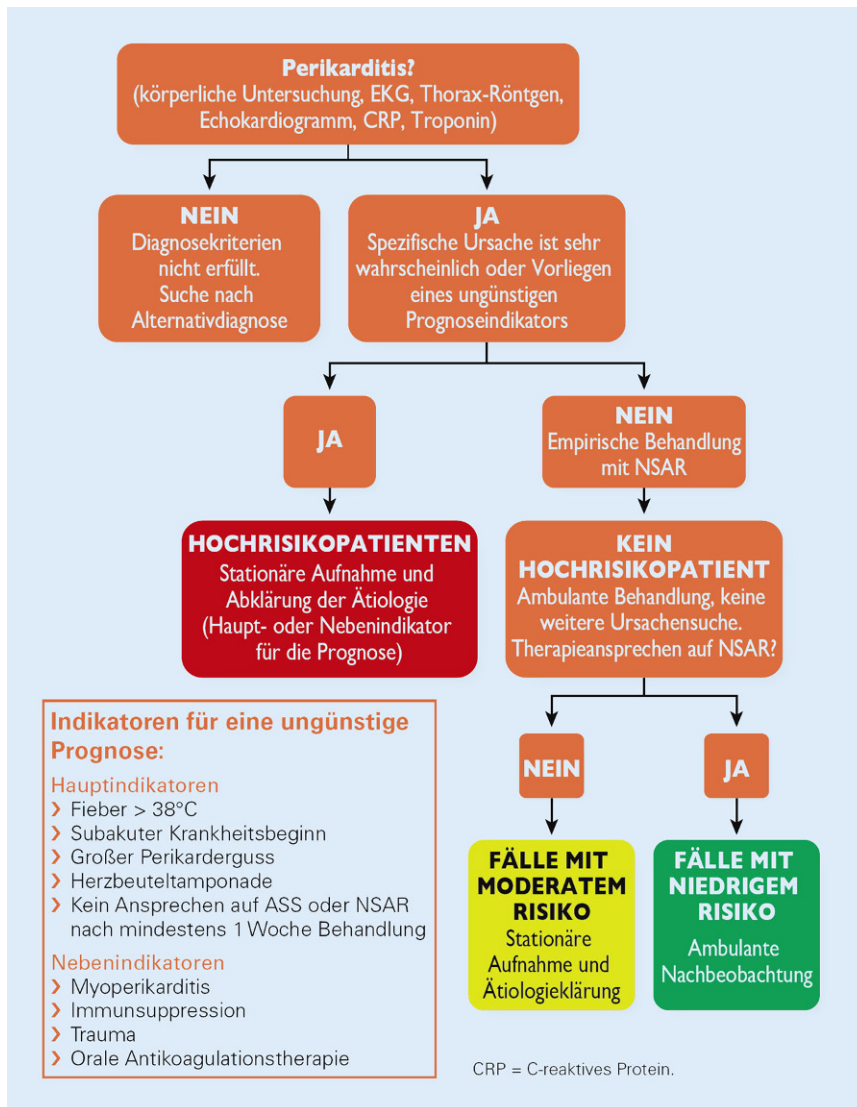 Perikarditis?
(körperliche Untersuchung, EKG, Thorax-Röntgen,
Echokardiogramm, CRP, Troponin)
NEIN
Diagnosekriterien
nicht erfüllt.
Suche nach
Alternativdiagnose
JA
Spezifische Ursache ist sehr
wahrscheinlich oder Vorliegen
eines ungünstigen
Prognoseindikators
JA
NEIN
Empirische Behandlung
mit NSAR
HOCHRISIKOPATIENTEN
Stationäre Aufnahme und
Abklärung der Ätiologie
(Haupt- oder Nebenindikator
für die Prognose)
KEIN
HOCHRISIKOPATIENT
Ambulante Behandlung, keine
weitere Ursachensuche.
Therapieansprechen auf NSAR?
NEIN
JA
FÄLLE MIT
MODERATEM
RISIKO
Stationäre
Aufnahme und
Ätiologieklärung
FÄLLE MIT
NIEDRIGEM
RISIKO
Ambulante
Nachbeobachtung
Indikatoren für eine ungünstige
Prognose:
Hauptindikatoren
❯ Fieber > 38°C
❯ Subakuter Krankheitsbeginn
❯ Großer Perikarderguss
❯ Herzbeuteltamponade
❯ Kein Ansprechen auf ASS oder NSAR
nach mindestens 1 Woche Behandlung
Nebenindikatoren
❯ Myoperikarditis
❯ Immunsuppression
❯ Trauma
❯ Orale Antikoagulationstherapie
CRP = C-reaktives Protein.